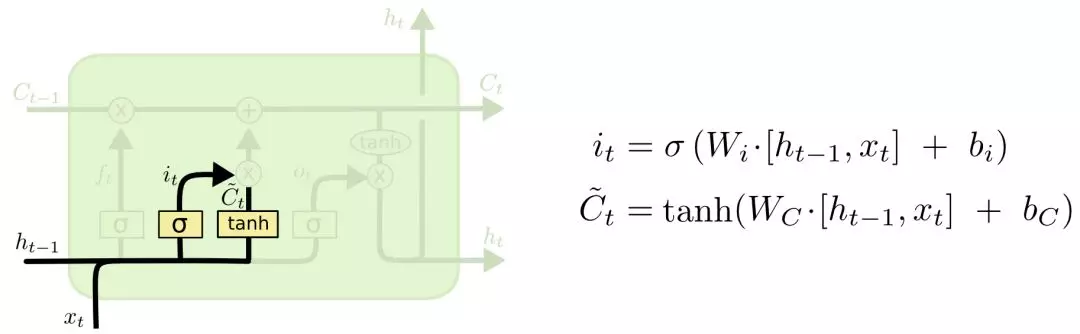 h_t
C_{t-1}
C_t
×
+
tanh
f_t
i_t
×
o_t
×
C̃_t
σ
σ
tanh
σ
h_{t-1}
h_t
x_t
i_t = σ (W_i·[h_{t-1}, x_t] + b_i)
C̃_t = tanh(W_C·[h_{t-1}, x_t] + b_C)